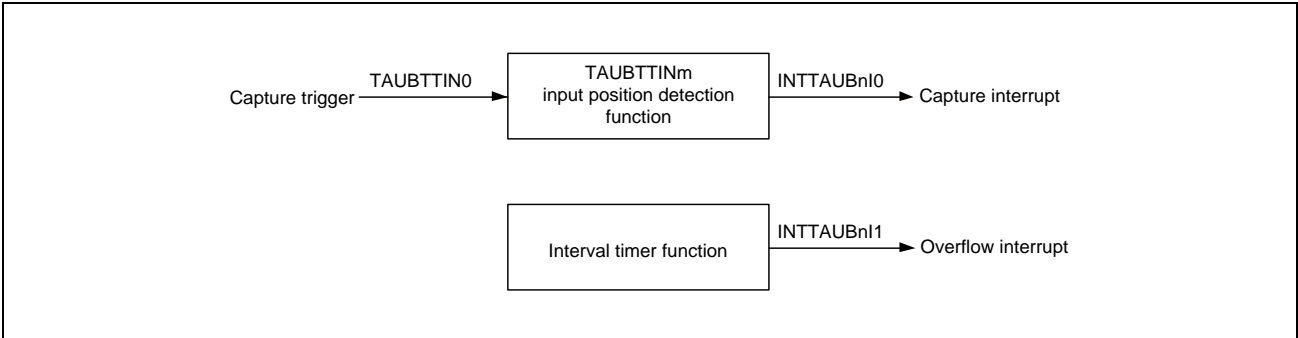 Capture trigger
TAUBTTIN0
TAUBTTINm
input position detection
function
INTTAUBnI0
Capture interrupt
Interval timer function
INTTAUBnI1
Overflow interrupt